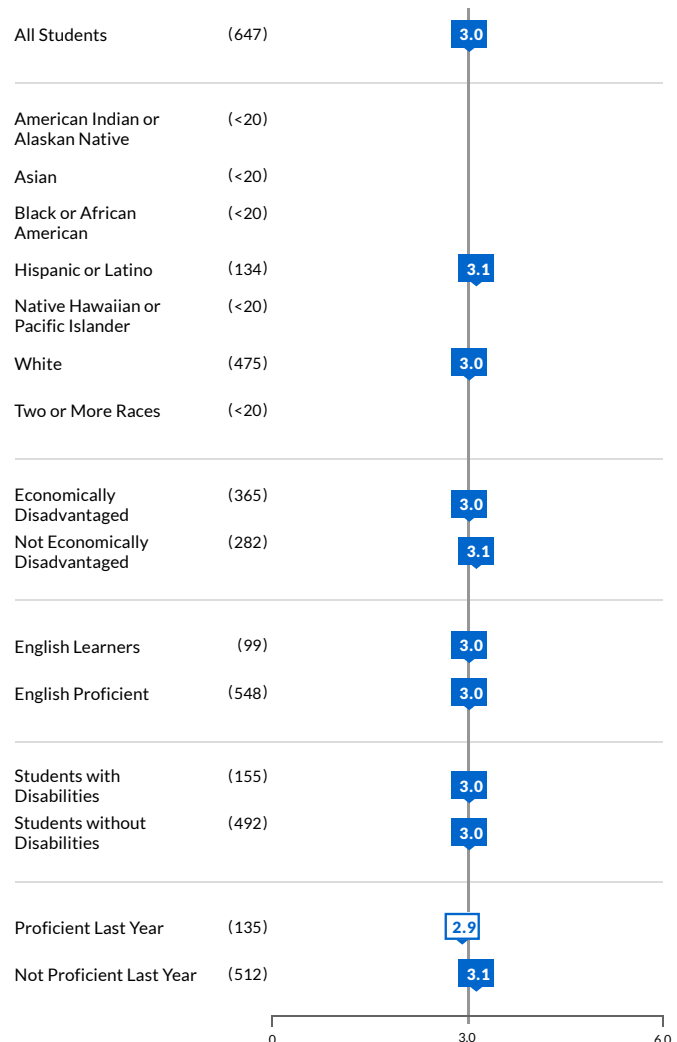 All Students (647) 3.0
American Indian or (<20)
Alaskan Native
Asian (<20)
Black or African (<20)
American
Hispanic or Latino (134) 3.1
Native Hawaiian or (<20)
Pacific Islander
White (475) 3.0
Two or More Races (<20)
Economically (365) 3.0
Disadvantaged
Not Economically (282) 3.1
Disadvantaged
English Learners (99) 3.0
English Proficient (548) 3.0
Students with (155) 3.0
Disabilities
Students without (492) 3.0
Disabilities
Proficient Last Year (135) 2.9
Not Proficient Last Year (512) 3.1
0 3.0 6.0